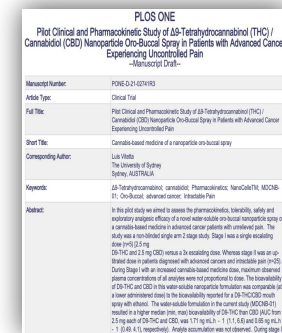 PLOS ONE
Pilot Clinical and Pharmacokinetic Study of Δ9-Tetrahydrocannabinol (THC) /
Cannabidiol (CBD) Nanoparticle Oro-Buccal Spray in Patients with Advanced Cance
Experiencing Uncontrolled Pain
--Manuscript Draft--
Manuscript Number:
PONE-D-21-02741R3
Article Type:
Clinical Trial
Full Title:
Pilot Clinical and Pharmacokinetic Study of Δ9-Tetrahydrocannabinol (THC) /
Cannabidiol (CBD) Nanoparticle Oro-Buccal Spray in Patients with Advanced Cancer
Experiencing Uncontrolled Pain
Short Title:
Cannabis-based medicine of a nanoparticle oro-buccal spray
Corresponding Author:
Luis Vitetta
The University of Sydney
Sydney, AUSTRALIA
Keywords:
Δ9-Tetrahydrocannabinol; cannabidiol; Pharmacokinetics; NanoCelleTM; MDCNB-
01; Oro-Buccal; advanced cancer; Intractable Pain
Abstract:
In this pilot study we aimed to assess the pharmacokinetics, tolerability, safety and
exploratory analgesic efficacy of a novel water-soluble oro-buccal nanoparticle spray o
a cannabis-based medicine in advanced cancer patients with unrelieved pain. The
study was a non-blinded single arm 2 stage study. Stage I was a single escalating
dose (n=5) [2.5 mg
D9-THC and 2.5 mg CBD) versus a 3x escalating dose. Whereas stage II was an up-
titrated dose in patients diagnosed with advanced cancers and intractable pain (n=25).
During Stage I with an increased cannabis-based medicine dose, maximum observed
plasma concentrations of all analytes were not proportional to dose. The bioavailability
of D9-THC and CBD in this water-soluble nanoparticle formulation was comparable (at
a lower administered dose) to the bioavailability reported for a D9-THC/CBD mouth
spray with ethanol. The water-soluble formulation in the current study (MDCNB-01)
resulted in a higher median (min, max) bioavailability of D9-THC than CBD (AUC from
2.5 mg each of D9-THC and CBD, was 1.71 ng mL.h - 1 (1.1, 6.6) and 0.65 ng mL.h
- 1 (0.49, 4.1), respectively). Analyte accumulation was not observed. During stage I